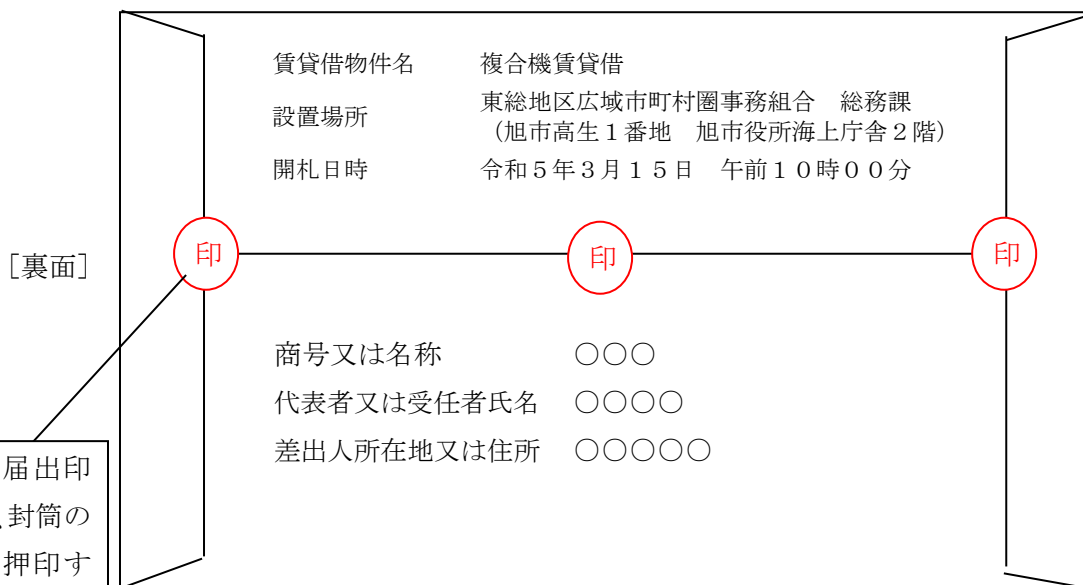 賃貸借物件名　複合機賃貸借
設置場所　東総地区広域市町村圏事務組合　総務課
（旭市高生１番地　旭市役所海上庁舎２階）
開札日時　令和５年３月１５日　午前１０時００分
［裏面］
印　印　印
商号又は名称　○○○
代表者又は受任者氏名　○○○○
差出人所在地又は住所　○○○○○
届出印
封筒の
押印す